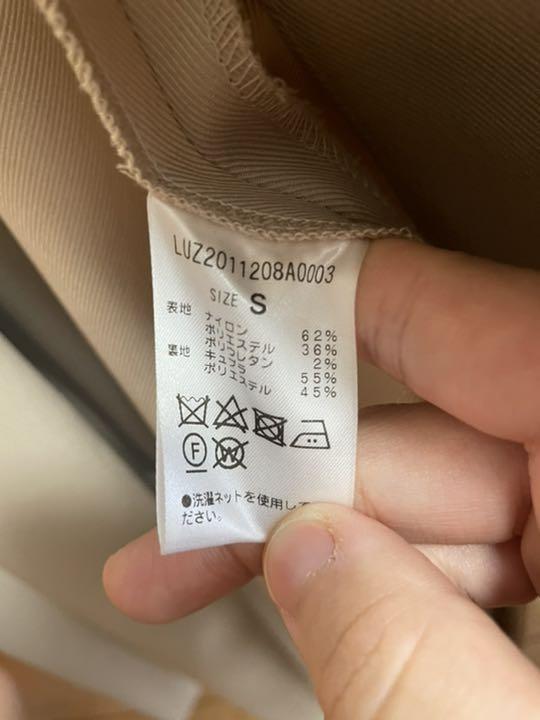 LUZ2011208A0003
SIZE S
表地 ナイロン 62%
ポリエステル 36%
ポリウレタン 2%
裏地 キュプラ 55%
ポリエステル 45%
F W
●洗濯ネットを使用して
ださい。